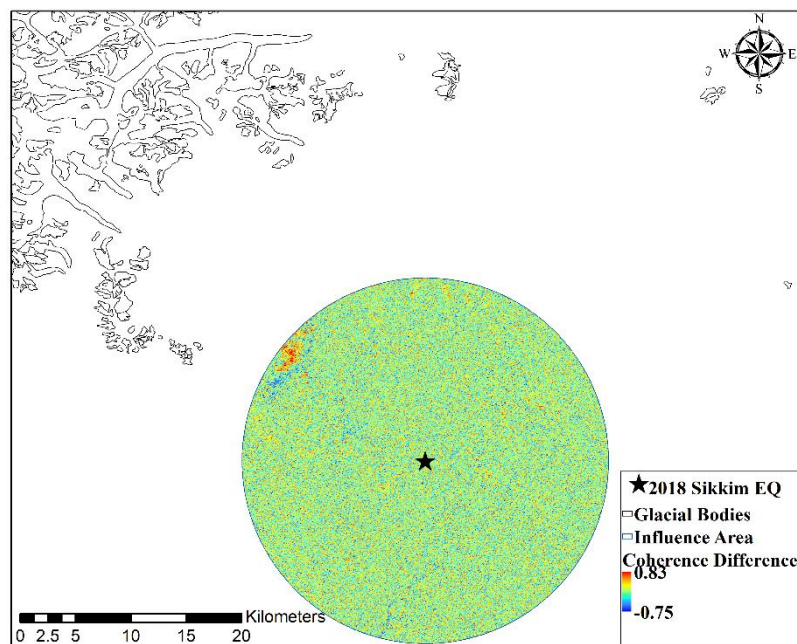 N
W E
S
2018 Sikkim EQ
Glacial Bodies
Influence Area
Coherence Difference
0.83
-0.75
Kilometers
0 2.5 5 10 15 20